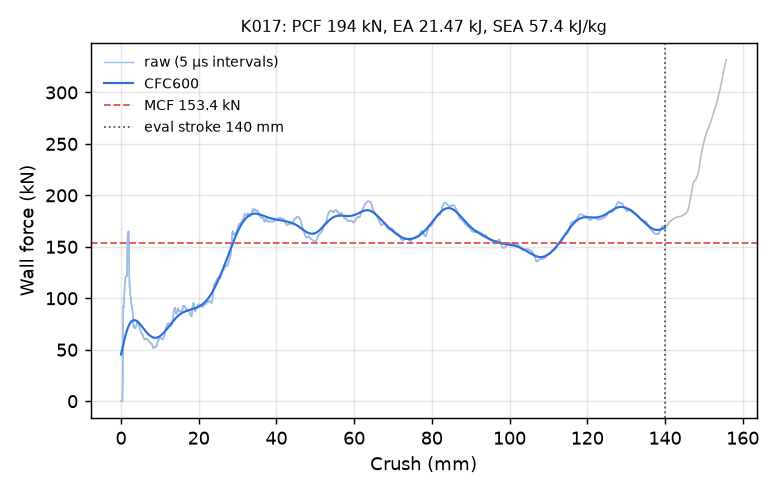 K017: PCF 194 kN, EA 21.47 kJ, SEA 57.4 kJ/kg
raw (5 µs intervals)
CFC600
MCF 153.4 kN
eval stroke 140 mm
Wall force (kN)
300
250
200
150
100
50
0
0 20 40 60 80 100 120 140 160
Crush (mm)